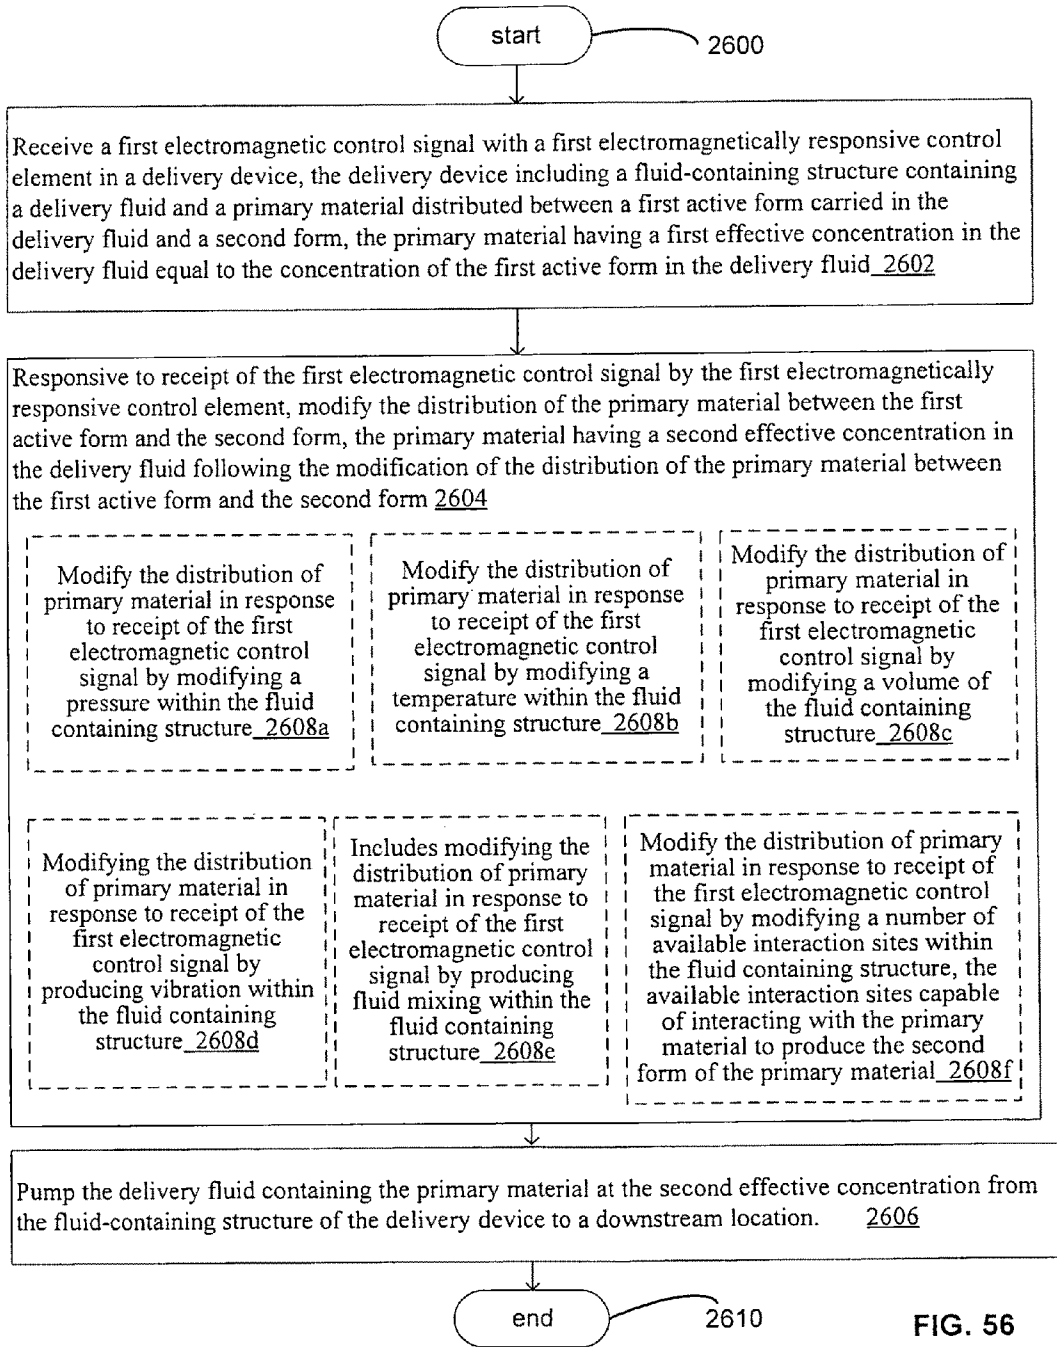 start
2600
Receive a first electromagnetic control signal with a first electromagnetically responsive control
element in a delivery device, the delivery device including a fluid-containing structure containing
a delivery fluid and a primary material distributed between a first active form carried in the
delivery fluid and a second form, the primary material having a first effective concentration in the
delivery fluid equal to the concentration of the first active form in the delivery fluid 2602
Responsive to receipt of the first electromagnetic control signal by the first electromagnetically
responsive control element, modify the distribution of the primary material between the first
active form and the second form, the primary material having a second effective concentration in
the delivery fluid following the modification of the distribution of the primary material between
the first active form and the second form 2604
Modify the distribution of
primary material in response
to receipt of the first
electromagnetic control
signal by modifying a
pressure within the fluid
containing structure 2608a
Modify the distribution of
primary material in response
to receipt of the first
electromagnetic control
signal by modifying a
temperature within the fluid
containing structure 2608b
Modify the distribution of
primary material in
response to receipt of the
first electromagnetic
control signal by
modifying a volume of
the fluid containing
structure 2608c
Modifying the distribution
of primary material in
response to receipt of the
first electromagnetic
control signal by
producing vibration within
the fluid containing
structure 2608d
Includes modifying the
distribution of primary
material in response to
receipt of the first
electromagnetic control
signal by producing
fluid mixing within the
fluid containing
structure 2608e
Modify the distribution of primary
material in response to receipt of
the first electromagnetic control
signal by modifying a number of
available interaction sites within
the fluid containing structure, the
available interaction sites capable
of interacting with the primary
material to produce the second
form of the primary material 2608f
Pump the delivery fluid containing the primary material at the second effective concentration from
the fluid-containing structure of the delivery device to a downstream location. 2606
end
2610
FIG. 56